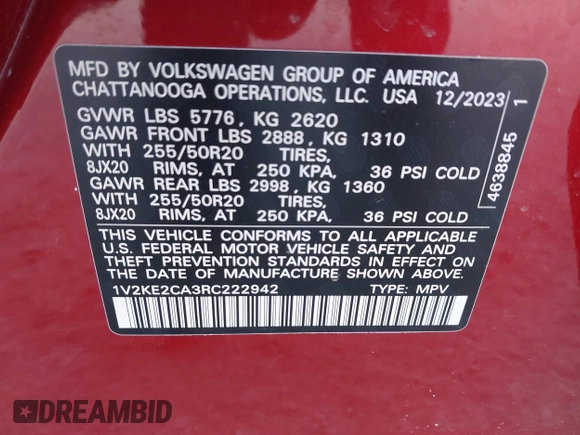 MFD BY VOLKSWAGEN GROUP OF AMERICA
CHATTANOOGA OPERATIONS, LLC. USA 12/2023
GVWR LBS 5776, KG 2620
GAWR FRONT LBS 2888, KG 1310
WITH 255/50R20 TIRES,
8JX20 RIMS, AT 250 KPA, 36 PSI COLD
GAWR REAR LBS 2998, KG 1360
WITH 255/50R20 TIRES,
8JX20 RIMS, AT 250 KPA, 36 PSI COLD
THIS VEHICLE CONFORMS TO ALL APPLICABLE
U.S. FEDERAL MOTOR VEHICLE SAFETY AND
THEFT PREVENTION STANDARDS IN EFFECT ON THE
DATE OF MANUFACTURE SHOWN ABOVE.
1V2KE2CA3RC222942 TYPE: MPV
4638845 1
DREAMBID